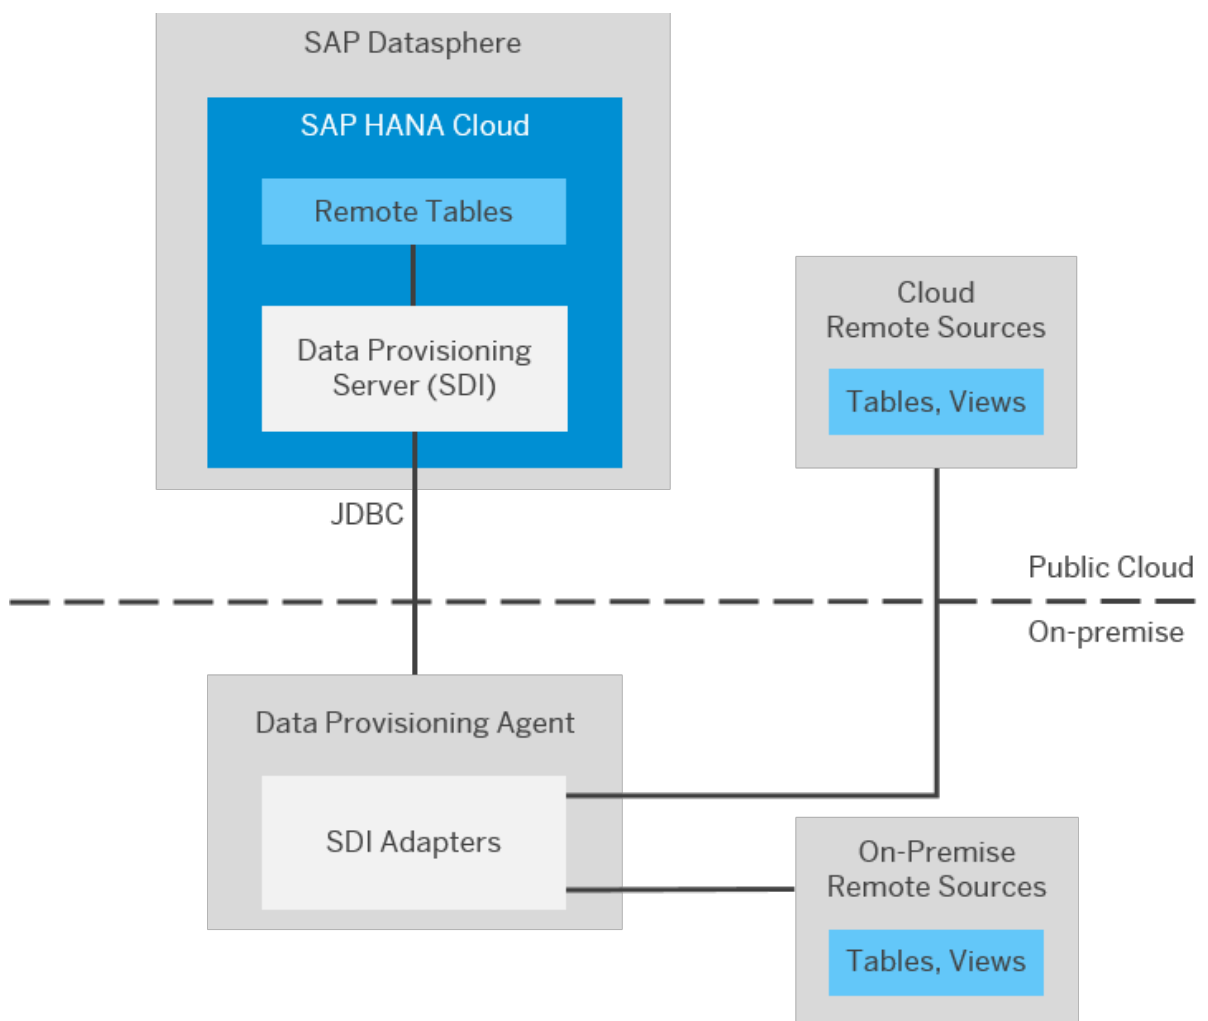 SAP Datasphere
SAP HANA Cloud
Remote Tables
Data Provisioning
Server (SDI)
JDBC
Cloud
Remote Sources
Tables, Views
Public Cloud
On-premise
Data Provisioning Agent
SDI Adapters
On-Premise
Remote Sources
Tables, Views